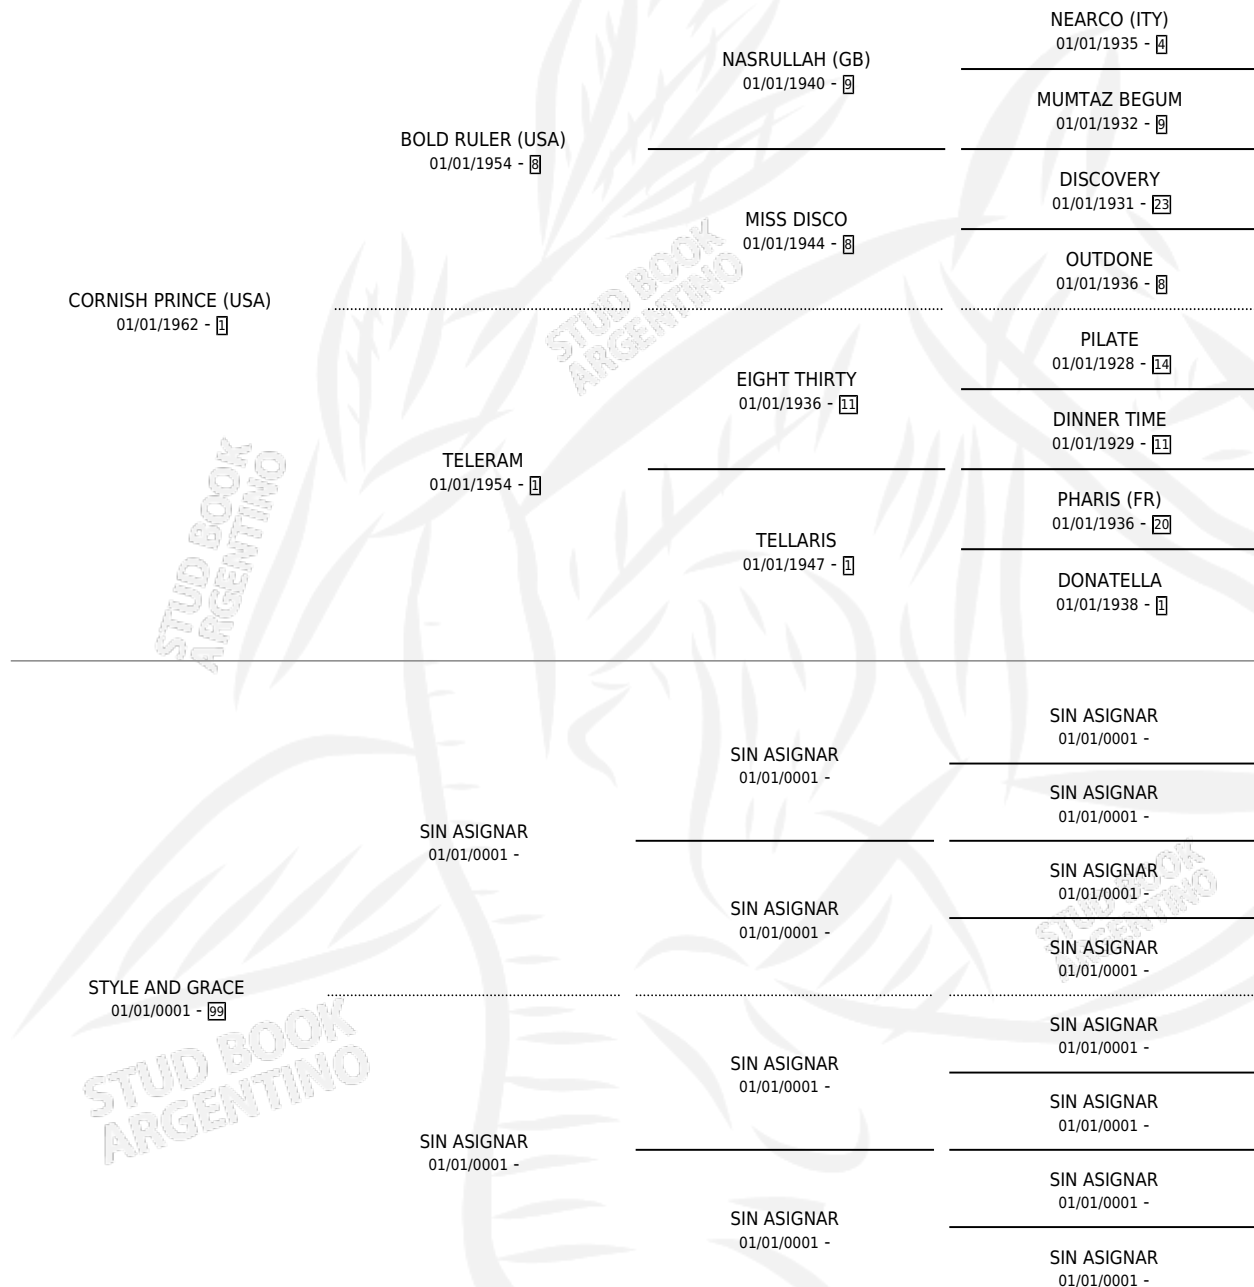 NEARCO (ITY)
01/01/1935 - 4
NASRULLAH (GB)
01/01/1940 - 9
MUMTAZ BEGUM
01/01/1932 - 9
BOLD RULER (USA)
01/01/1954 - 8
DISCOVERY
01/01/1931 - 23
MISS DISCO
01/01/1944 - 8
OUTDONE
01/01/1936 - 8
CORNISH PRINCE (USA)
01/01/1962 - 1
PILATE
01/01/1928 - 14
EIGHT THIRTY
01/01/1936 - 11
DINNER TIME
01/01/1929 - 11
TELERAM
01/01/1954 - 1
PHARIS (FR)
01/01/1936 - 20
TELLARIS
01/01/1947 - 1
DONATELLA
01/01/1938 - 1
SIN ASIGNAR
01/01/0001 -
SIN ASIGNAR
01/01/0001 -
SIN ASIGNAR
01/01/0001 -
SIN ASIGNAR
01/01/0001 -
SIN ASIGNAR
01/01/0001 -
SIN ASIGNAR
01/01/0001 -
SIN ASIGNAR
01/01/0001 -
STYLE AND GRACE
01/01/0001 - 99
SIN ASIGNAR
01/01/0001 -
SIN ASIGNAR
01/01/0001 -
SIN ASIGNAR
01/01/0001 -
SIN ASIGNAR
01/01/0001 -
SIN ASIGNAR
01/01/0001 -
SIN ASIGNAR
01/01/0001 -
SIN ASIGNAR
01/01/0001 -
STUD BOOK
ARGENTINO
STUD BOOK
ARGENTINO
STUD BOOK
ARGENTINO
STUD BOOK
ARGENTINO